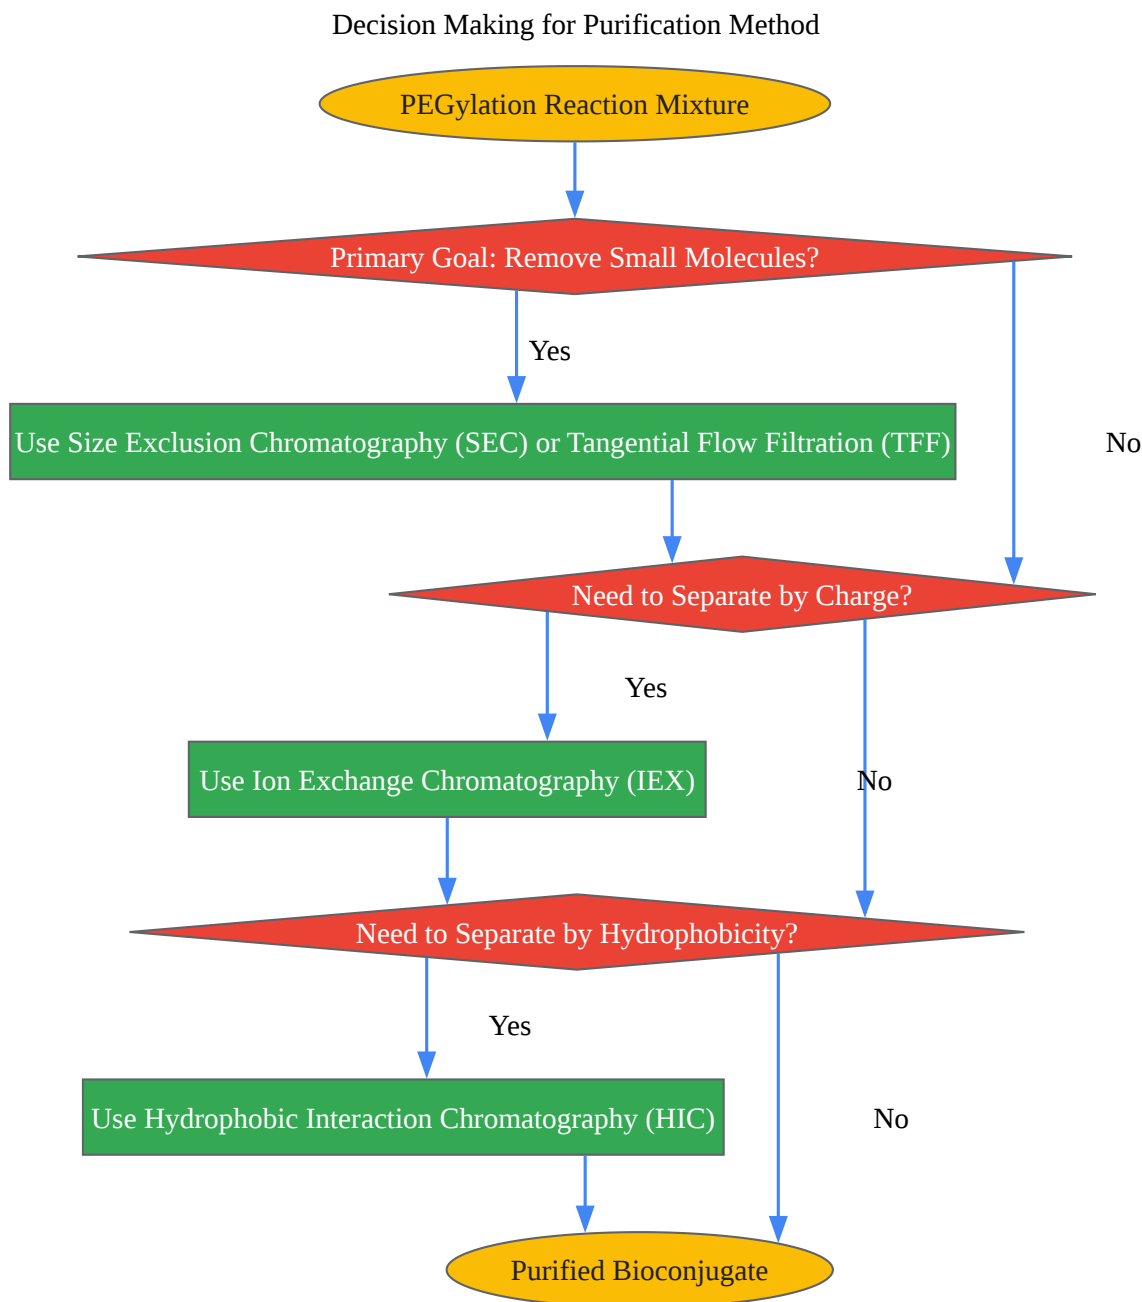 Decision Making for Purification Method
PEGylation Reaction Mixture
Primary Goal: Remove Small Molecules?
Yes
Use Size Exclusion Chromatography (SEC) or Tangential Flow Filtration (TFF)
No
Need to Separate by Charge?
Yes
Use Ion Exchange Chromatography (IEX)
No
Need to Separate by Hydrophobicity?
Yes
Use Hydrophobic Interaction Chromatography (HIC)
No
Purified Bioconjugate